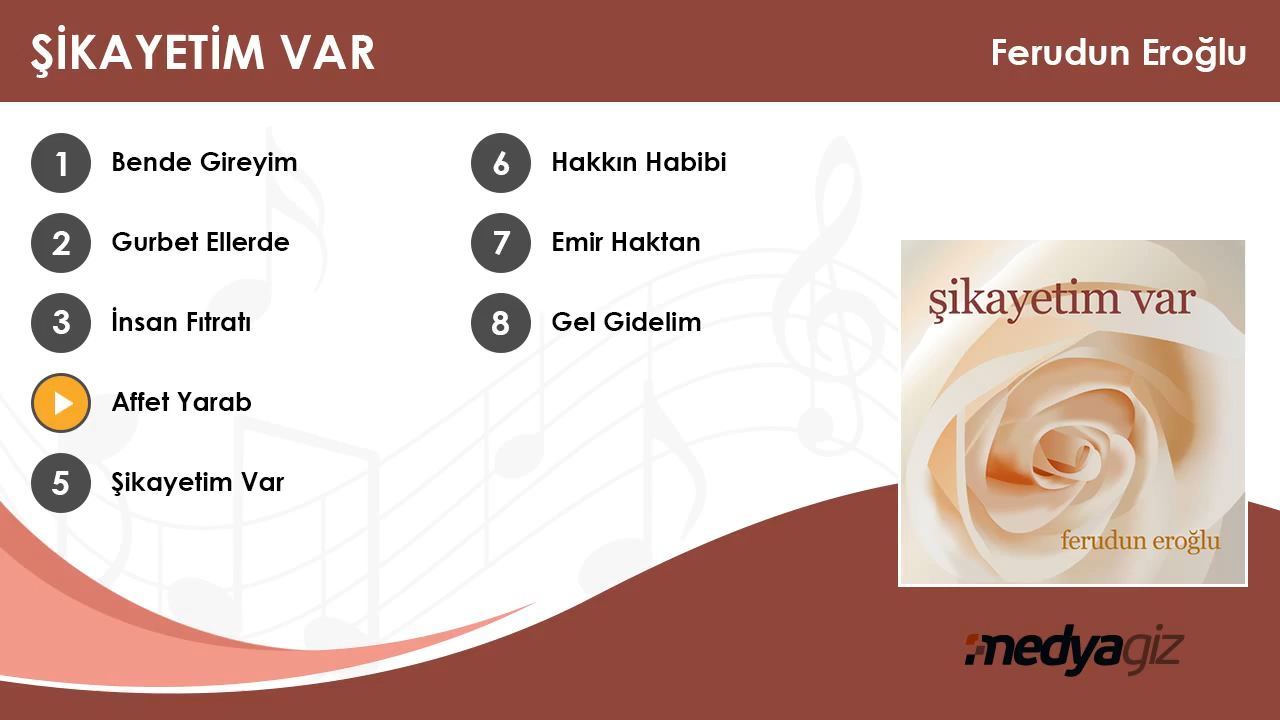 ŞİKAYETİM VAR
Ferudun Eroğlu
1 Bende Gireyim
2 Gurbet Ellerde
3 İnsan Fıtratı
Affet Yarab
5 Şikayetim Var
6 Hakkın Habibi
7 Emir Haktan
8 Gel Gidelim
şikayetim var
ferudun eroğlu
medyagiz